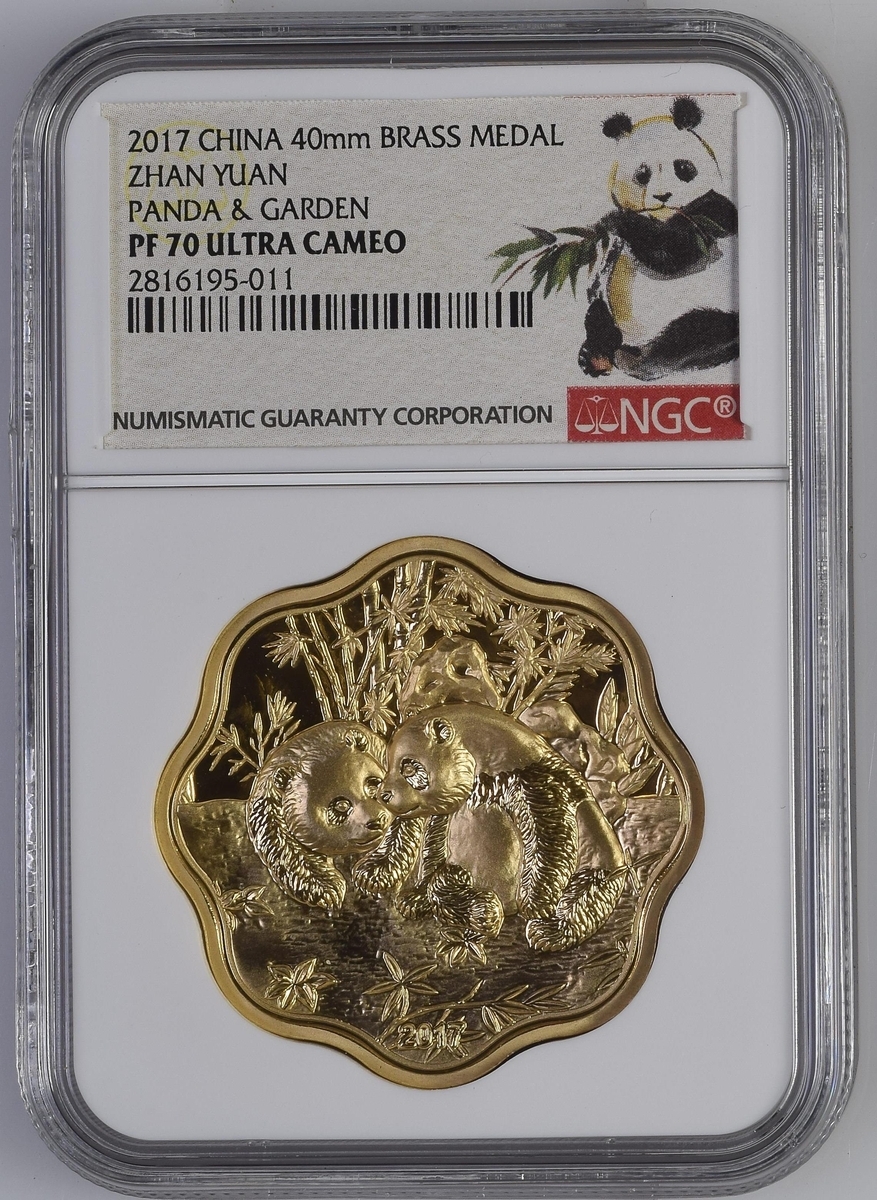 2017 CHINA 40mm BRASS MEDAL
ZHAN YUAN
PANDA & GARDEN
PF 70 ULTRA CAMEO
2816195-011
NUMISMATIC GUARANTY CORPORATION
NGC®
2017